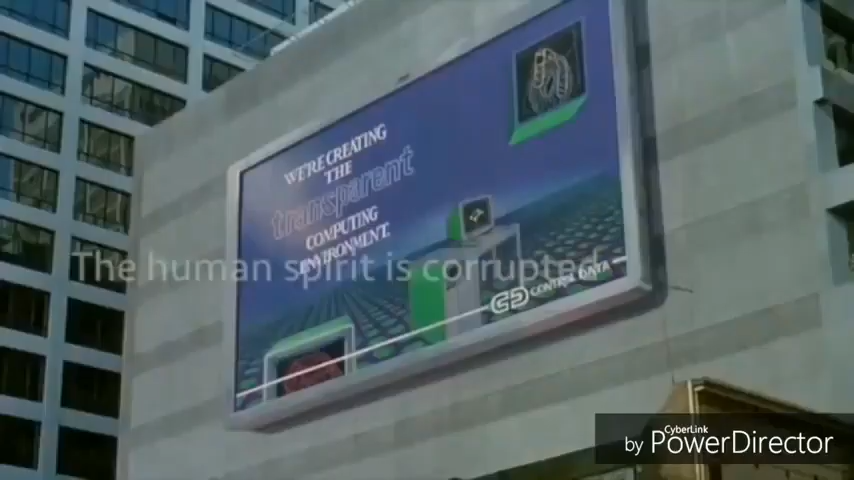 WE'RE CREATING
THE
transparent
COMPUTING
ENVIRONMENT.
The human spirit is corrupted.
CONTROL DATA
CyberLink
by PowerDirector